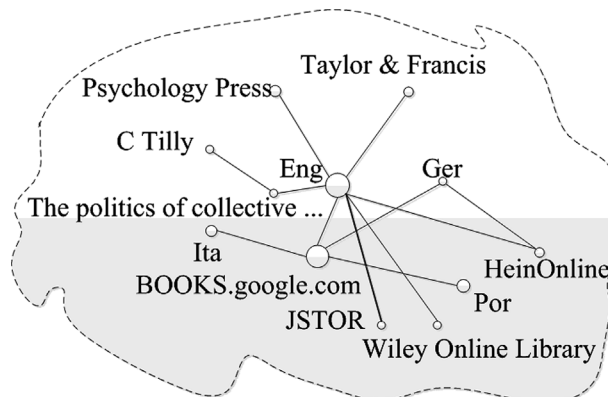 Taylor & Francis
Psychology Press
C Tilly
Eng
Ger
The politics of collective ...
Ita
HeinOnline
BOOKS.google.com
Por
JSTOR
Wiley Online Library